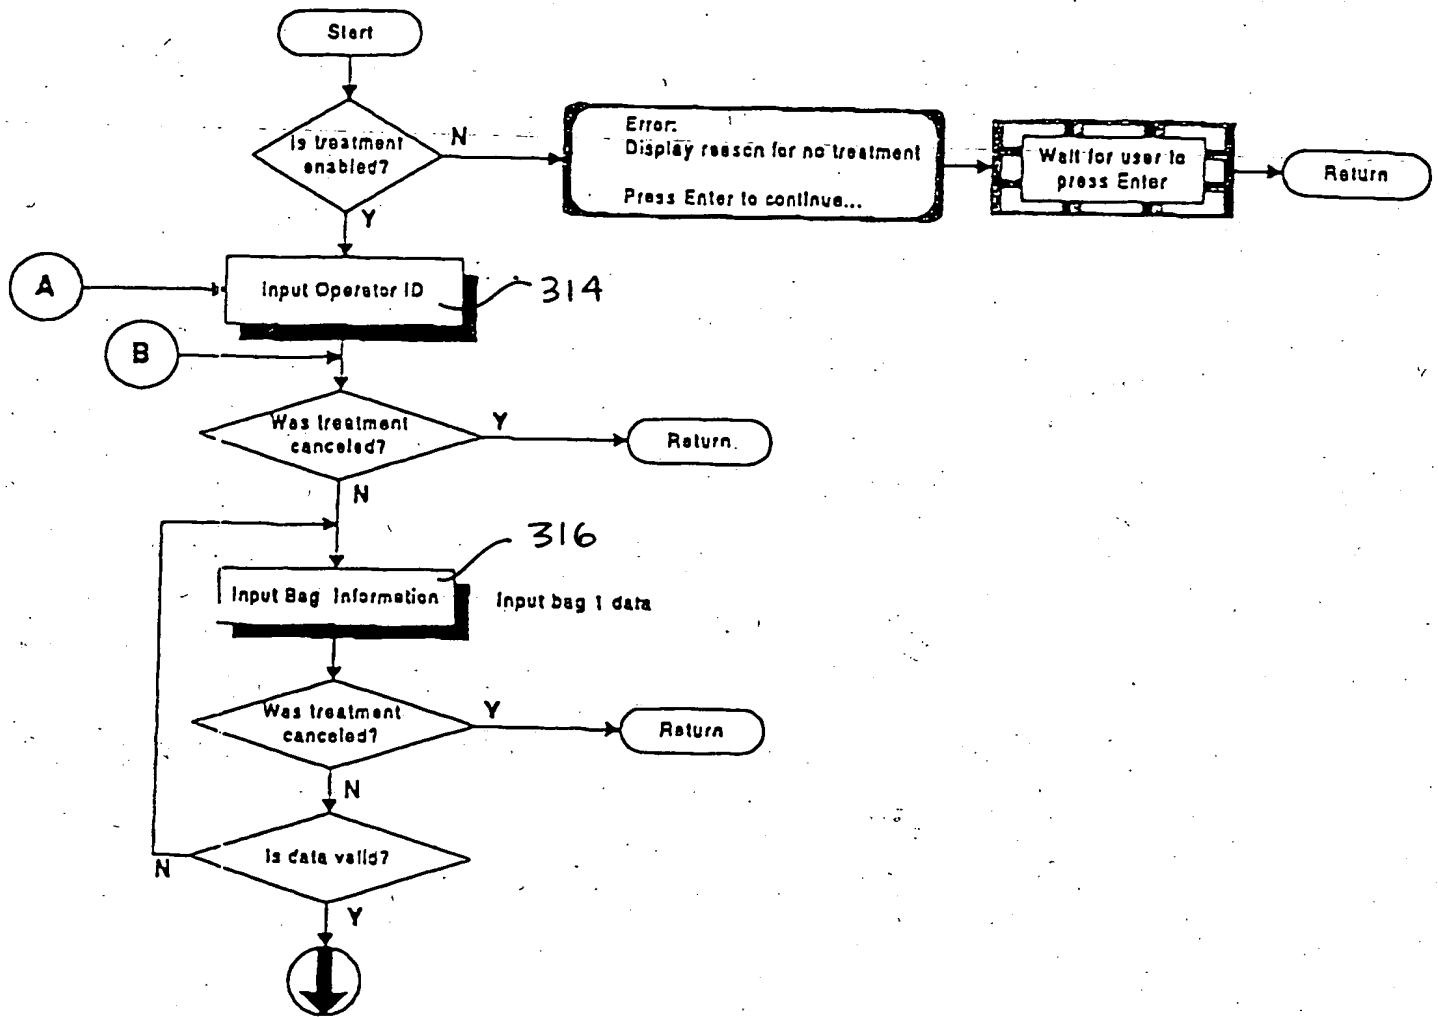 Start
Is treatment
enabled?
N
Error:
Display reason for no treatment
Press Enter to continue...
Wait for user to
press Enter
Return
Y
A
Input Operator ID
314
B
Was treatment
canceled?
Y
Return
N
316
Input Bag Information
Input bag 1 data
Was treatment
canceled?
Y
Return
N
Is data valid?
N
Y